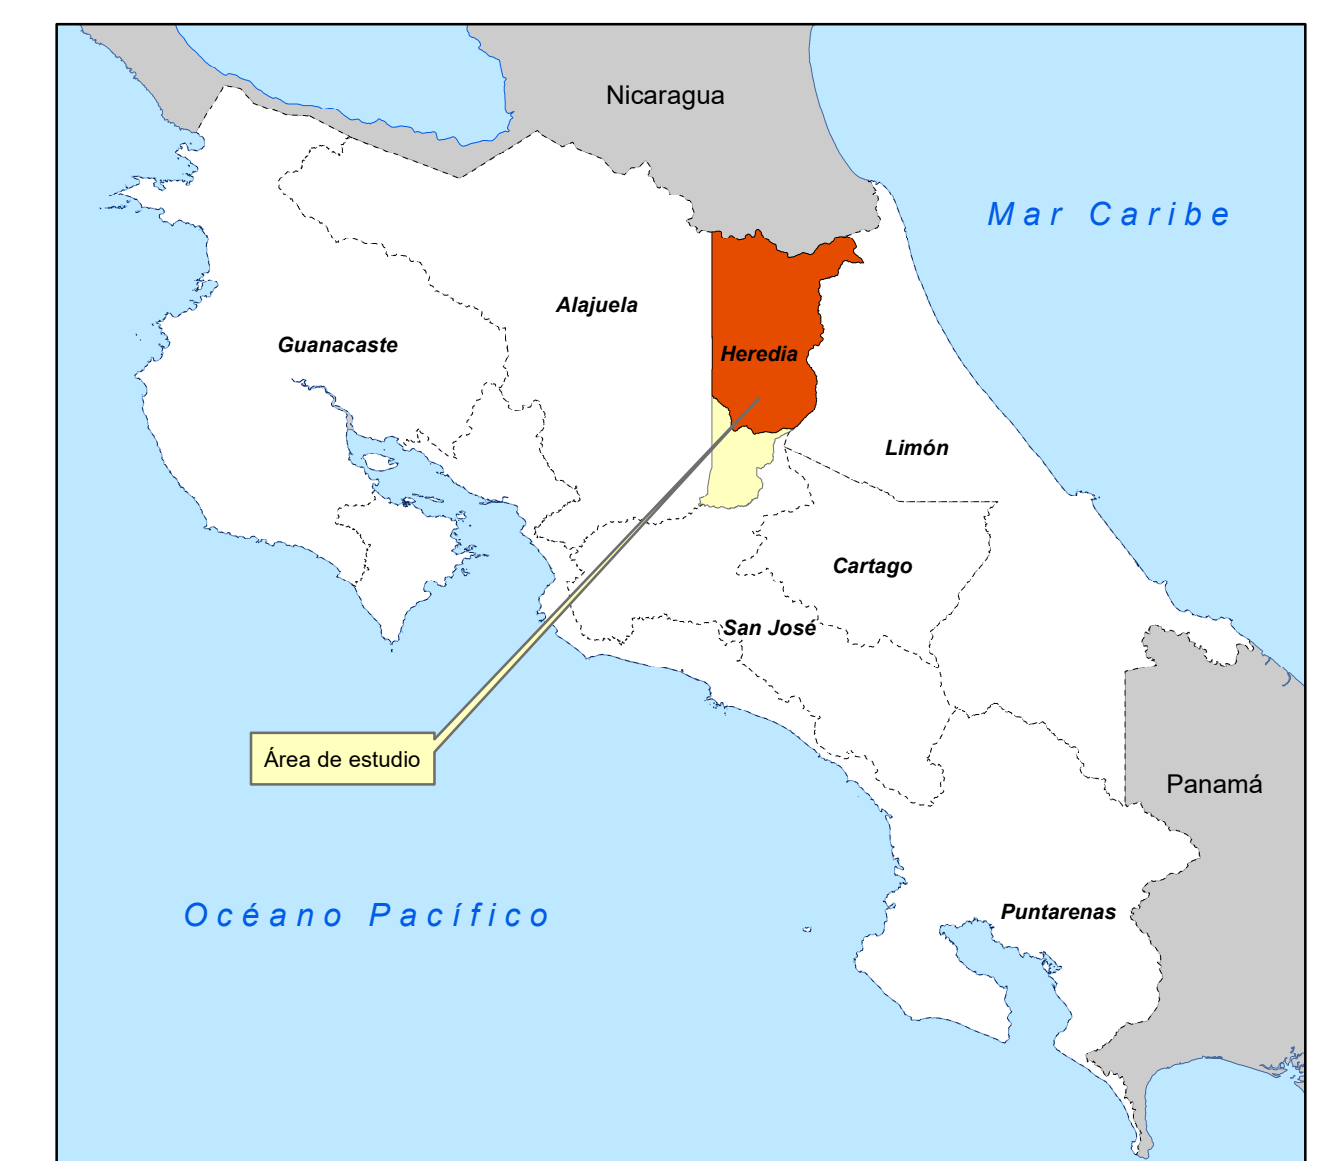 Nicaragua
Mar Caribe
Alajuela
Guanacaste
Heredia
Limón
Cartago
San José
Área de estudio
Panamá
Océano Pacífico
Puntarenas